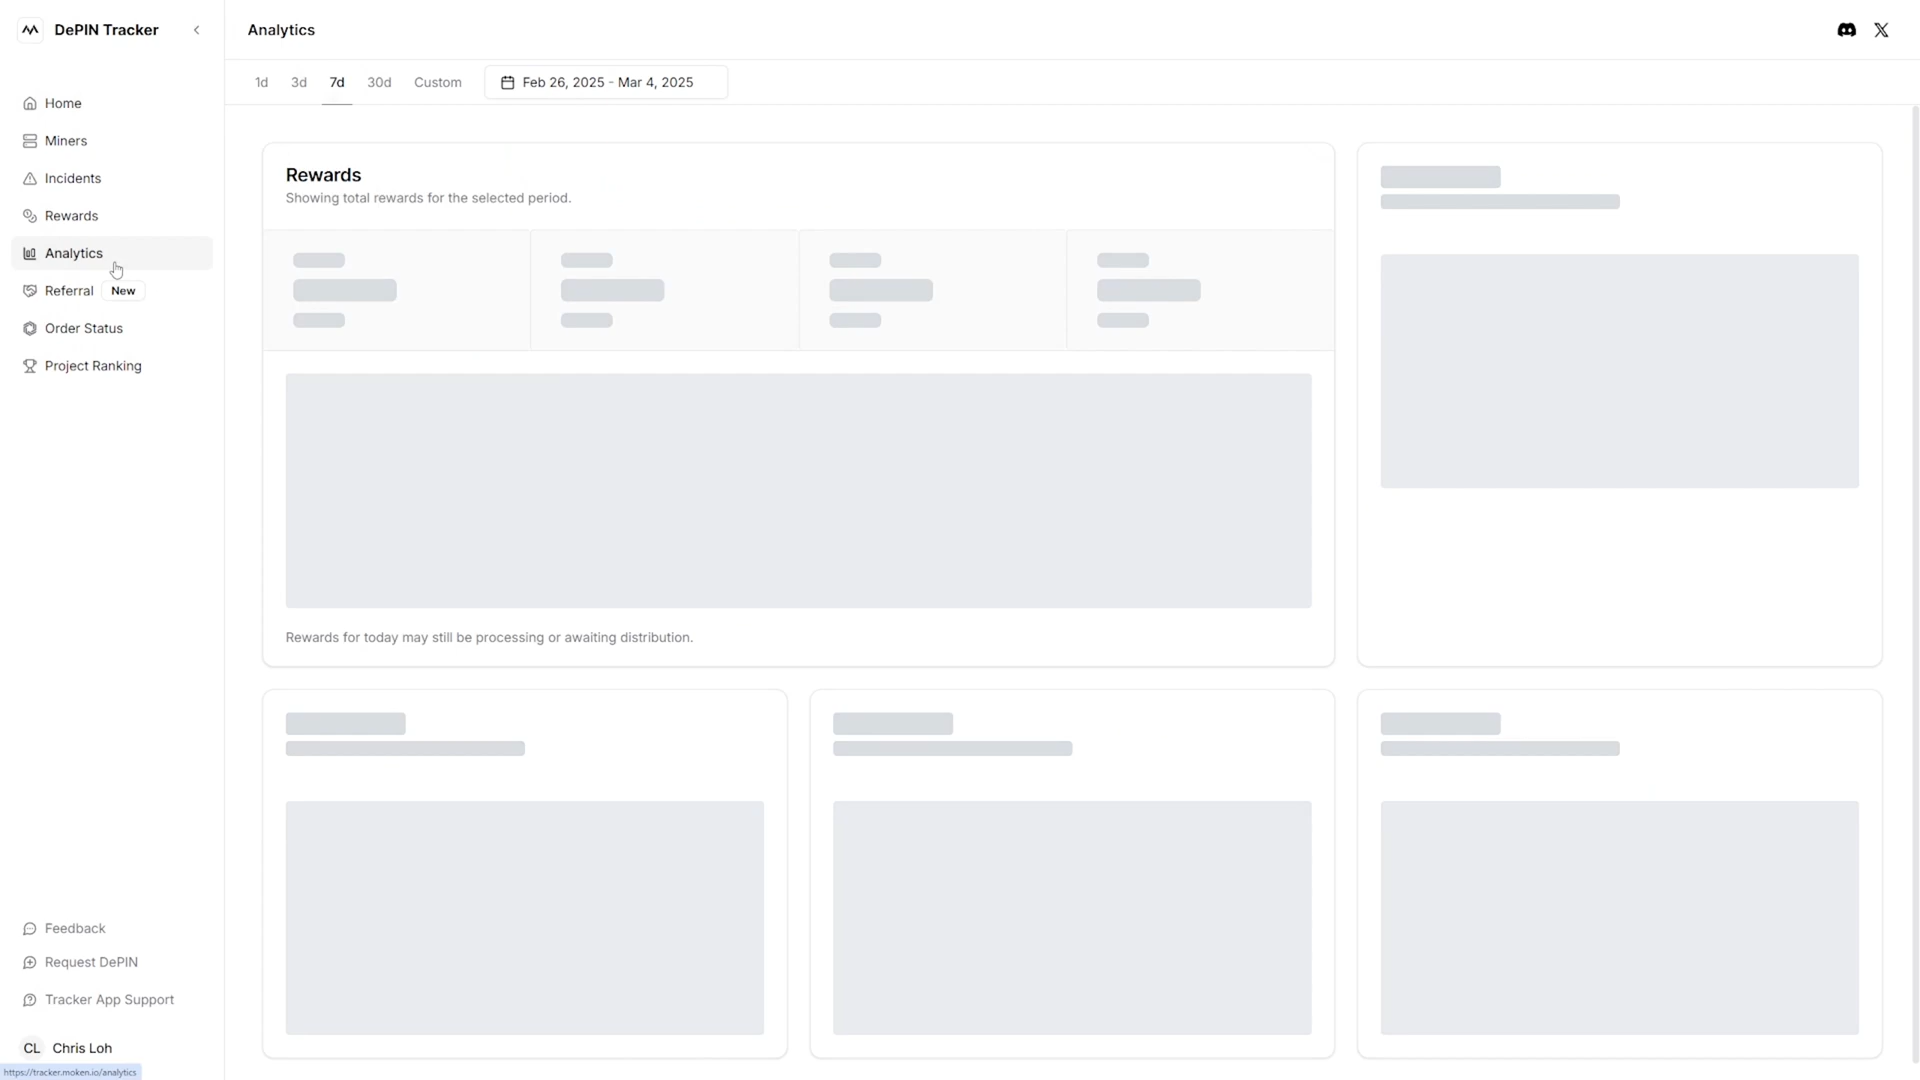 DePIN Tracker
Home
Miners
Incidents
Rewards
Analytics
Referral New
Order Status
Project Ranking
Feedback
Request DePIN
Tracker App Support
CL Chris Loh
https://tracker.moken.io/analytics
Analytics
1d 3d 7d 30d Custom Feb 26, 2025 - Mar 4, 2025
Rewards
Showing total rewards for the selected period.
Rewards for today may still be processing or awaiting distribution.